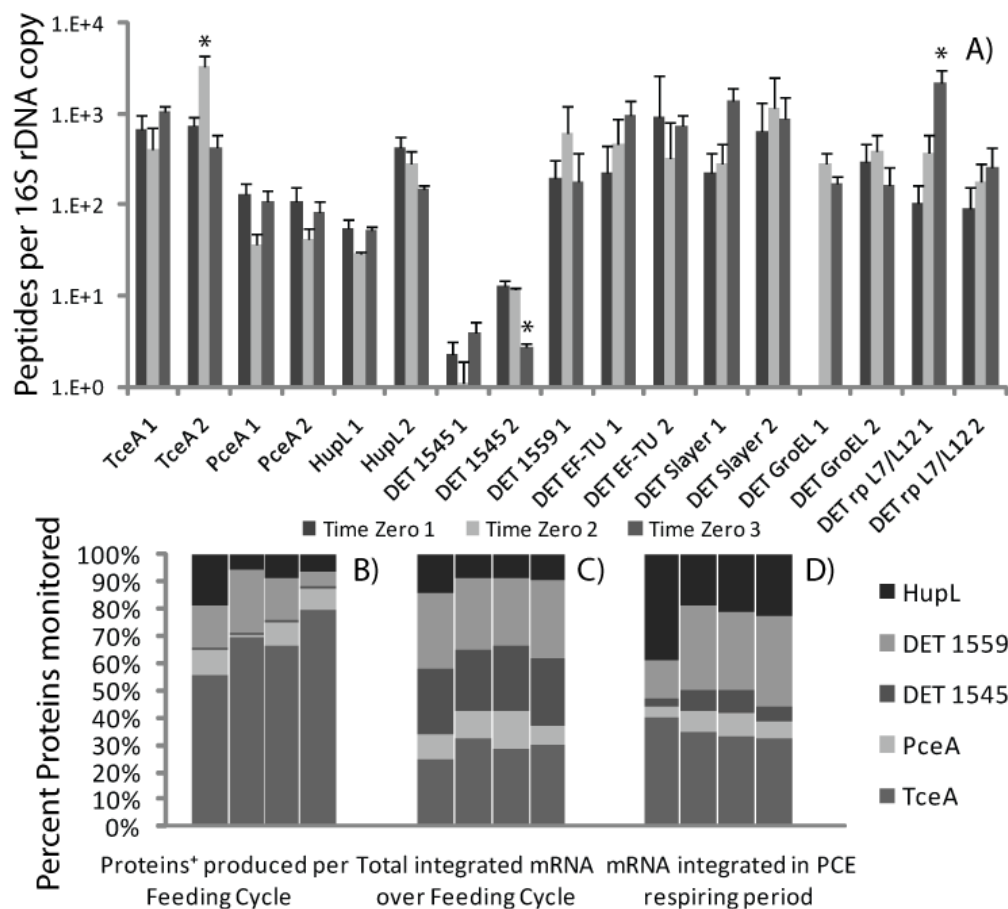 A)
Peptides per 16S rDNA copy
1.E+4
1.E+3
1.E+2
1.E+1
1.E+0
*
*
*
TceA 1
TceA 2
PceA 1
PceA 2
HupL 1
HupL 2
DET 1545 1
DET 1545 2
DET 1559 1
DET EF-TU 1
DET EF-TU 2
DET Slayer 1
DET Slayer 2
DET GroEL 1
DET GroEL 2
DET rp L7/L12 1
DET rp L7/L12 2
Time Zero 1
Time Zero 2
Time Zero 3
Percent Proteins monitored
100%
90%
80%
70%
60%
50%
40%
30%
20%
10%
0%
B)
C)
D)
HupL
DET 1559
DET 1545
PceA
TceA
Proteins⁺ produced per
Feeding Cycle
Total integrated mRNA
over Feeding Cycle
mRNA integrated in PCE
respiring period